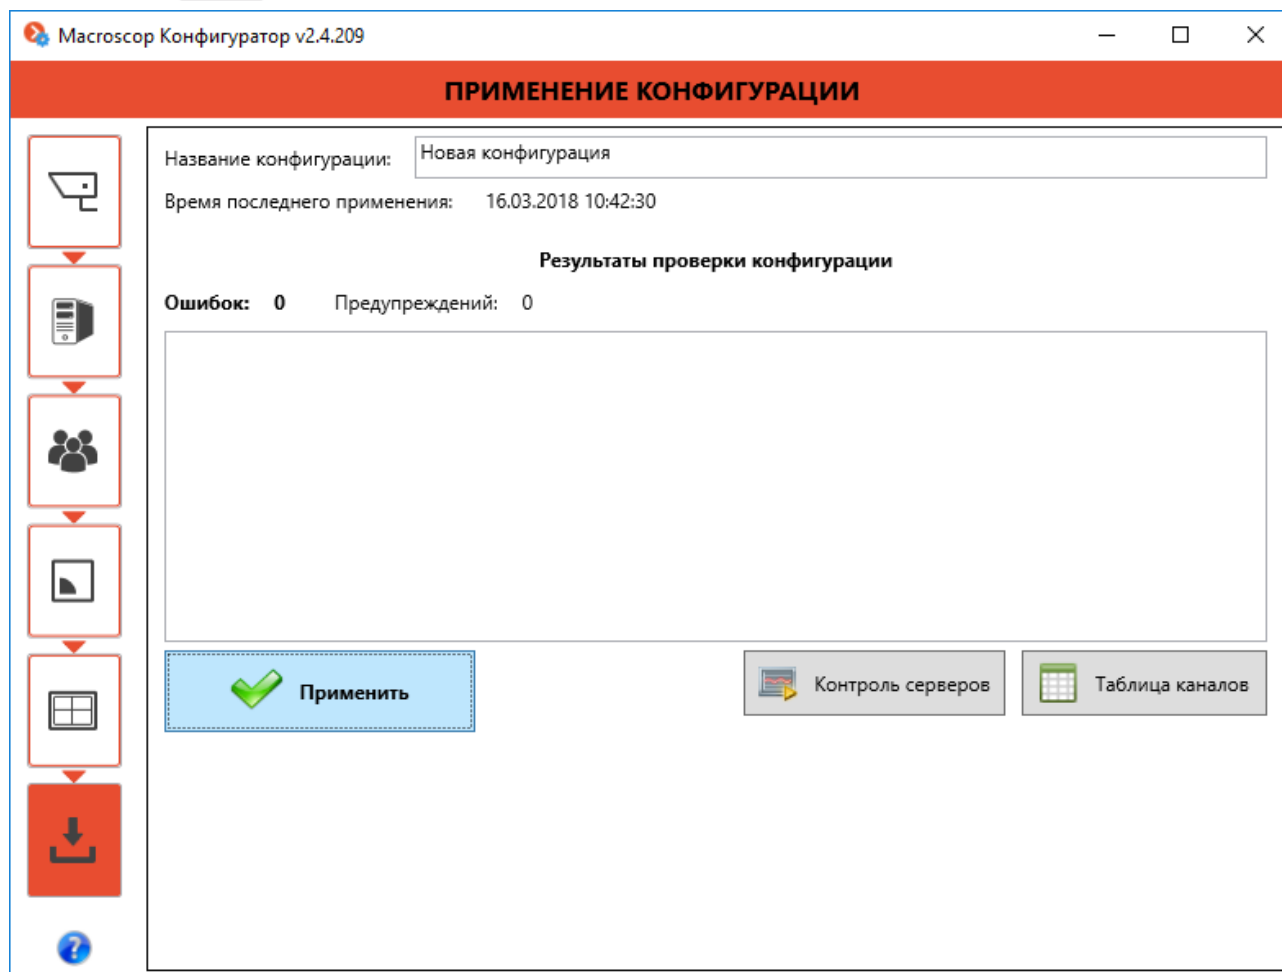 Macroscop Конфигуратор v2.4.209
ПРИМЕНЕНИЕ КОНФИГУРАЦИИ
Название конфигурации: Новая конфигурация
Время последнего применения: 16.03.2018 10:42:30
Результаты проверки конфигурации
Ошибок: 0 Предупреждений: 0
Применить Контроль серверов Таблица каналов
?